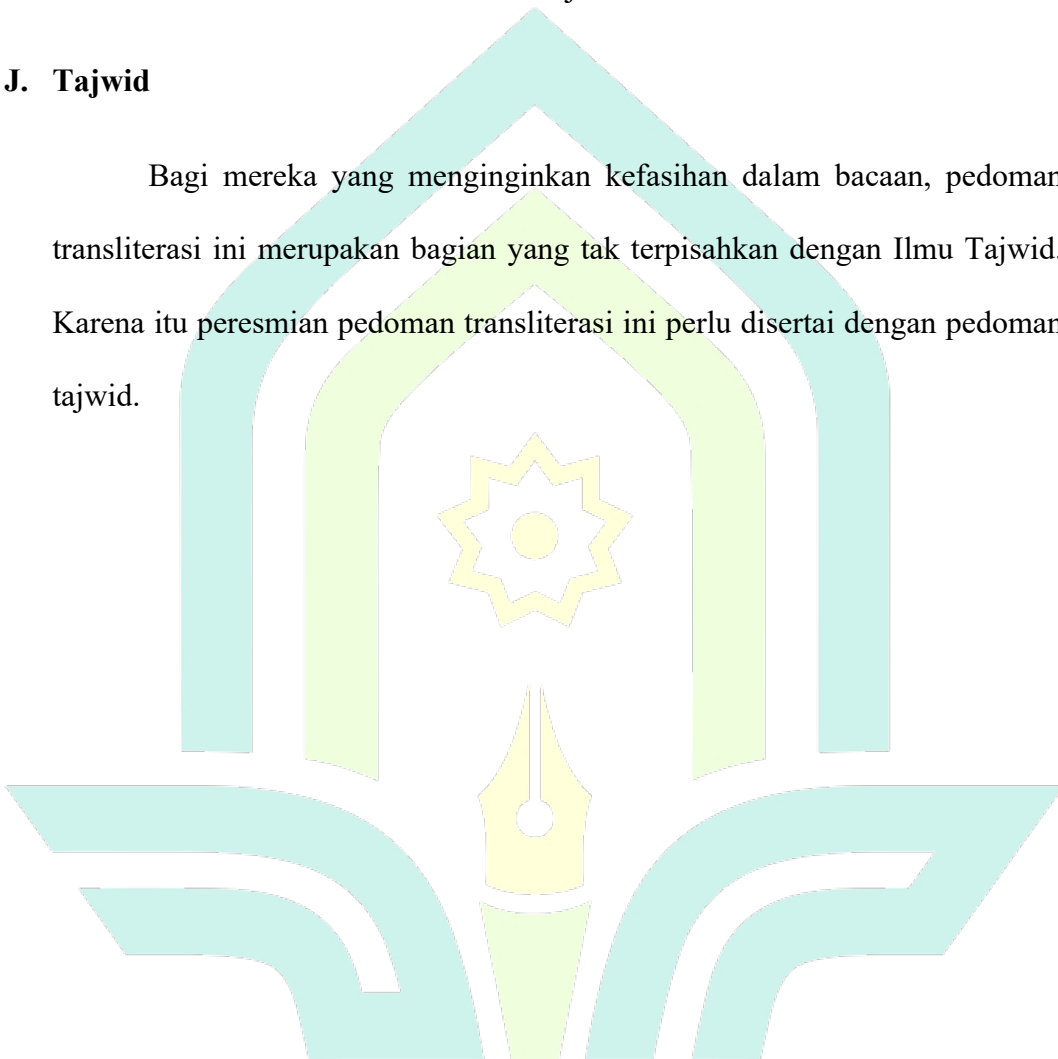 J. Tajwid
Bagi mereka yang menginginkan kefasihan dalam bacaan, pedoman
transliterasi ini merupakan bagian yang tak terpisahkan dengan Ilmu Tajwid.
Karena itu peresmian pedoman transliterasi ini perlu disertai dengan pedoman
tajwid.